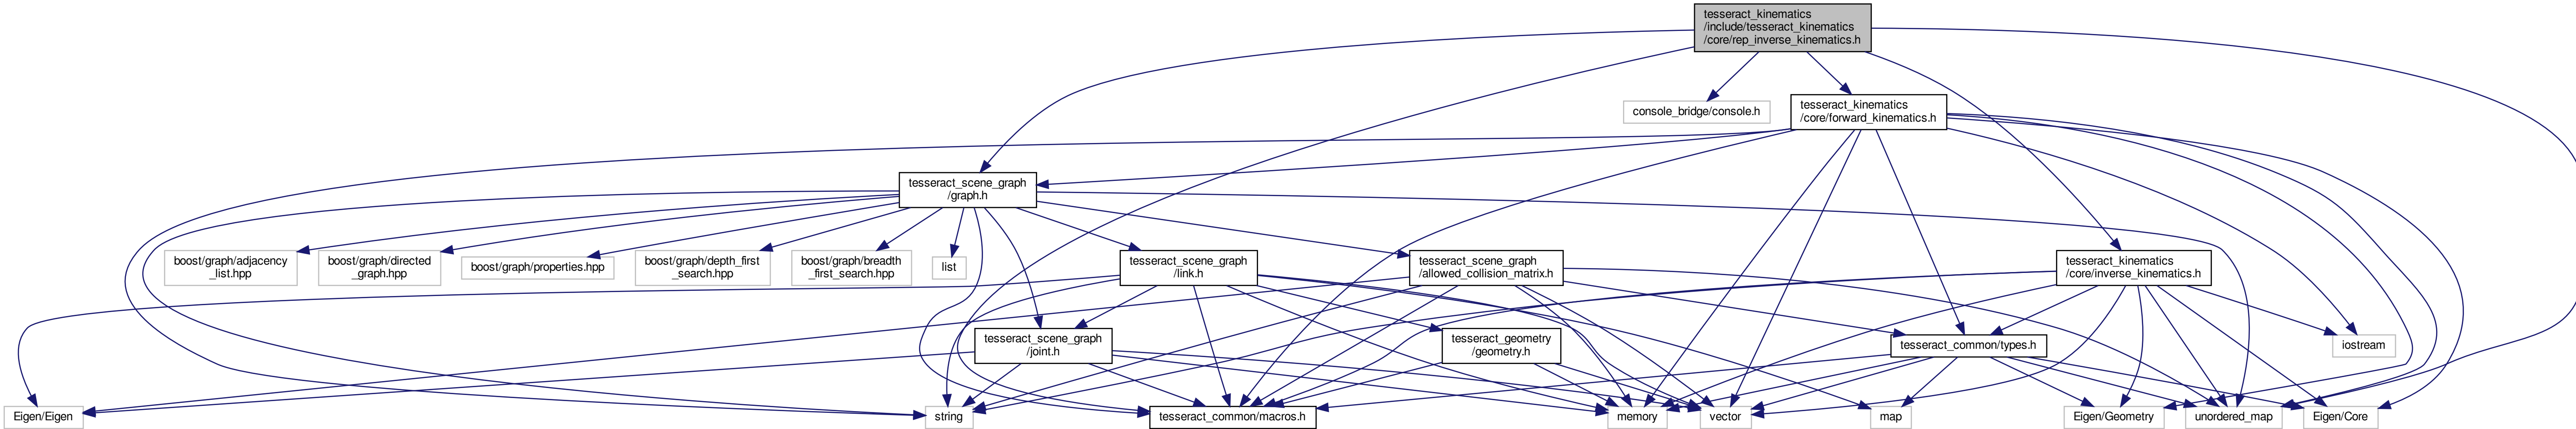 tesseract_kinematics
/include/tesseract_kinematics
/core/rep_inverse_kinematics.h
console_bridge/console.h
tesseract_kinematics
/core/forward_kinematics.h
tesseract_scene_graph
/graph.h
boost/graph/adjacency
_list.hpp
boost/graph/directed
_graph.hpp
boost/graph/properties.hpp
boost/graph/depth_first
_search.hpp
boost/graph/breadth
_first_search.hpp
list
tesseract_scene_graph
/link.h
tesseract_scene_graph
/allowed_collision_matrix.h
tesseract_kinematics
/core/inverse_kinematics.h
tesseract_scene_graph
/joint.h
tesseract_geometry
/geometry.h
tesseract_common/types.h
iostream
Eigen/Eigen
string
tesseract_common/macros.h
memory
vector
map
Eigen/Geometry
unordered_map
Eigen/Core